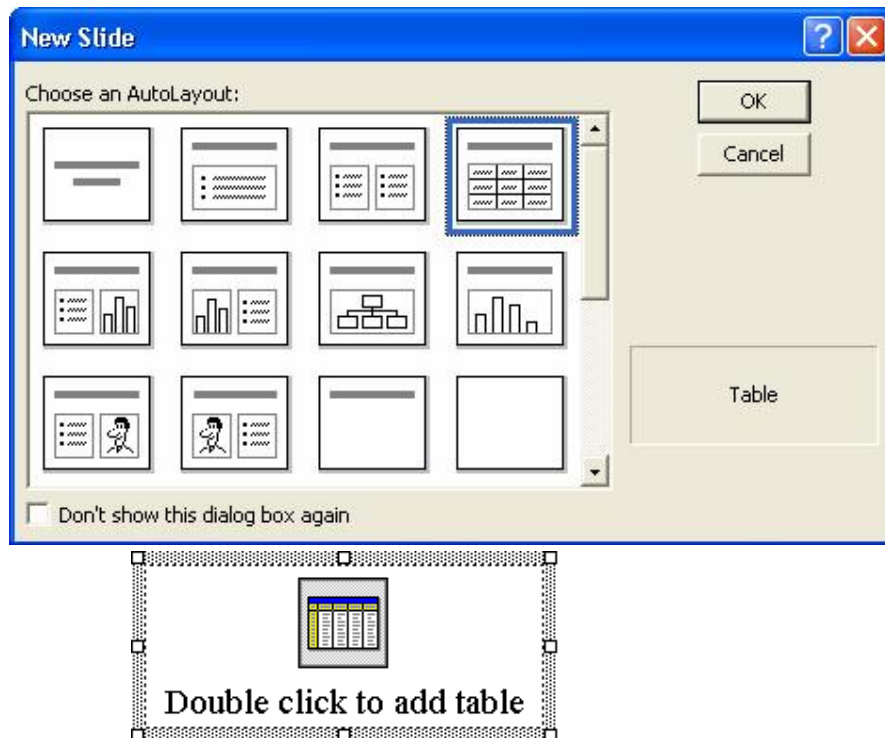 New Slide
Choose an AutoLayout:
OK
Cancel
Table
Don't show this dialog box again
Double click to add table